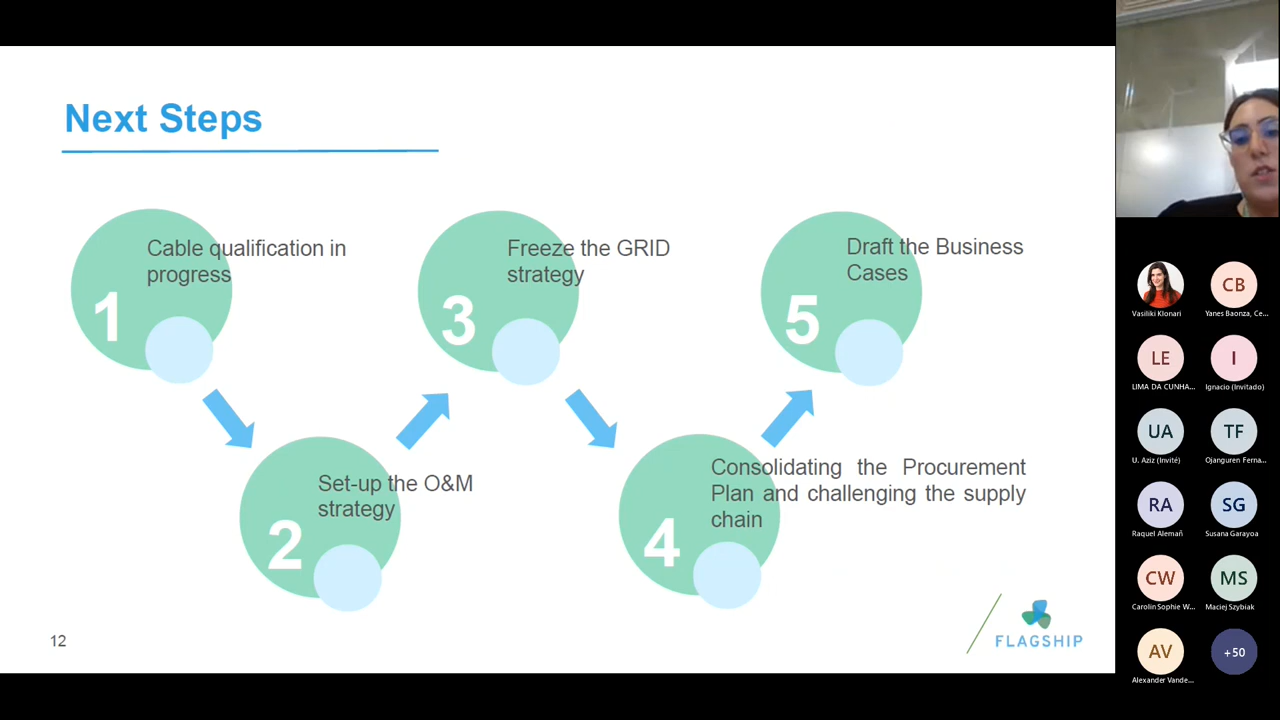 Next Steps
Cable qualification in
progress
1
Set-up the O&M
strategy
2
Freeze the GRID
strategy
3
Consolidating the Procurement
Plan and challenging the supply
chain
4
Draft the Business
Cases
5
12
FLAGSHIP
Vasiliki Klonari
CB
Yanes Baonza, Ce...
LE
LIMA DA CUNHA...
I
Ignacio (Invitado)
UA
U. Aziz (Invité)
TF
Ojanguren Ferna...
RA
Raquel Alemañ
SG
Susana Garayoa
CW
Carolin Sophie W...
MS
Maciej Szybiak
AV
Alexander Vande...
+50